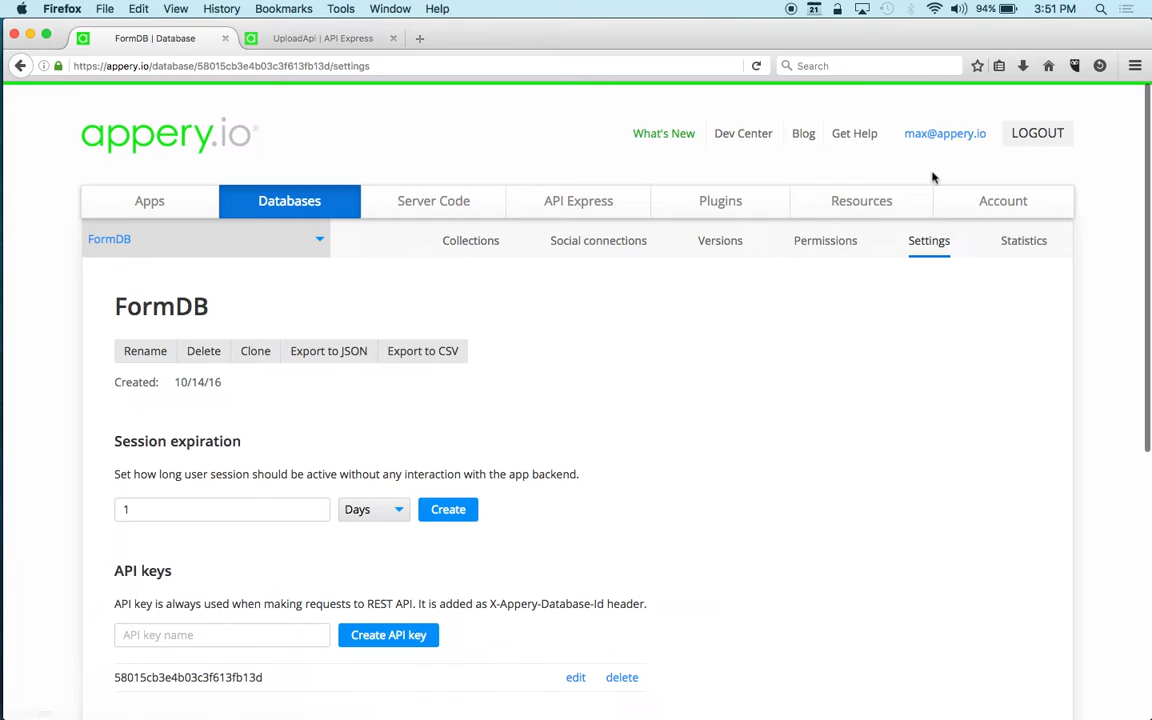 Firefox File Edit View History Bookmarks Tools Window Help 21 94% 3:51 PM
FormDB | Database UploadApi | API Express
https://appery.io/database/58015cb3e4b03c3f613fb13d/settings Search
appery.io What's New Dev Center Blog Get Help max@appery.io LOGOUT
Apps Databases Server Code API Express Plugins Resources Account
FormDB Collections Social connections Versions Permissions Settings Statistics
FormDB
Rename Delete Clone Export to JSON Export to CSV
Created: 10/14/16
Session expiration
Set how long user session should be active without any interaction with the app backend.
1 Days Create
API keys
API key is always used when making requests to REST API. It is added as X-Appery-Database-Id header.
API key name Create API key
58015cb3e4b03c3f613fb13d edit delete